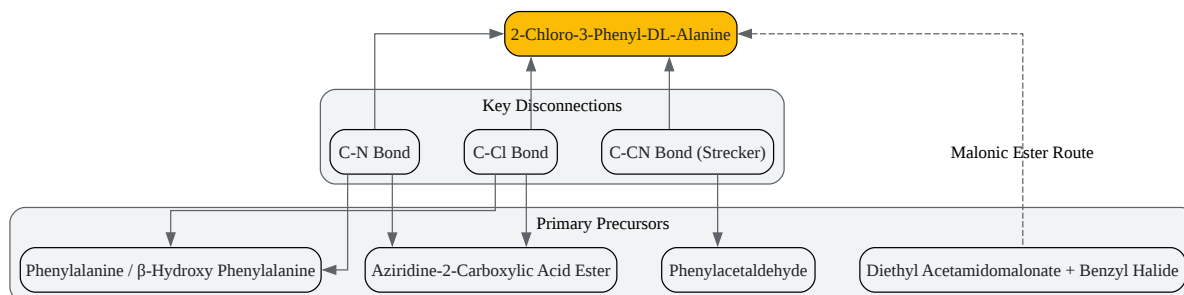 2-Chloro-3-Phenyl-DL-Alanine
Key Disconnections
C-N Bond
C-Cl Bond
C-CN Bond (Strecker)
Malonic Ester Route
Primary Precursors
Phenylalanine / β-Hydroxy Phenylalanine
Aziridine-2-Carboxylic Acid Ester
Phenylacetaldehyde
Diethyl Acetamidomalonate + Benzyl Halide